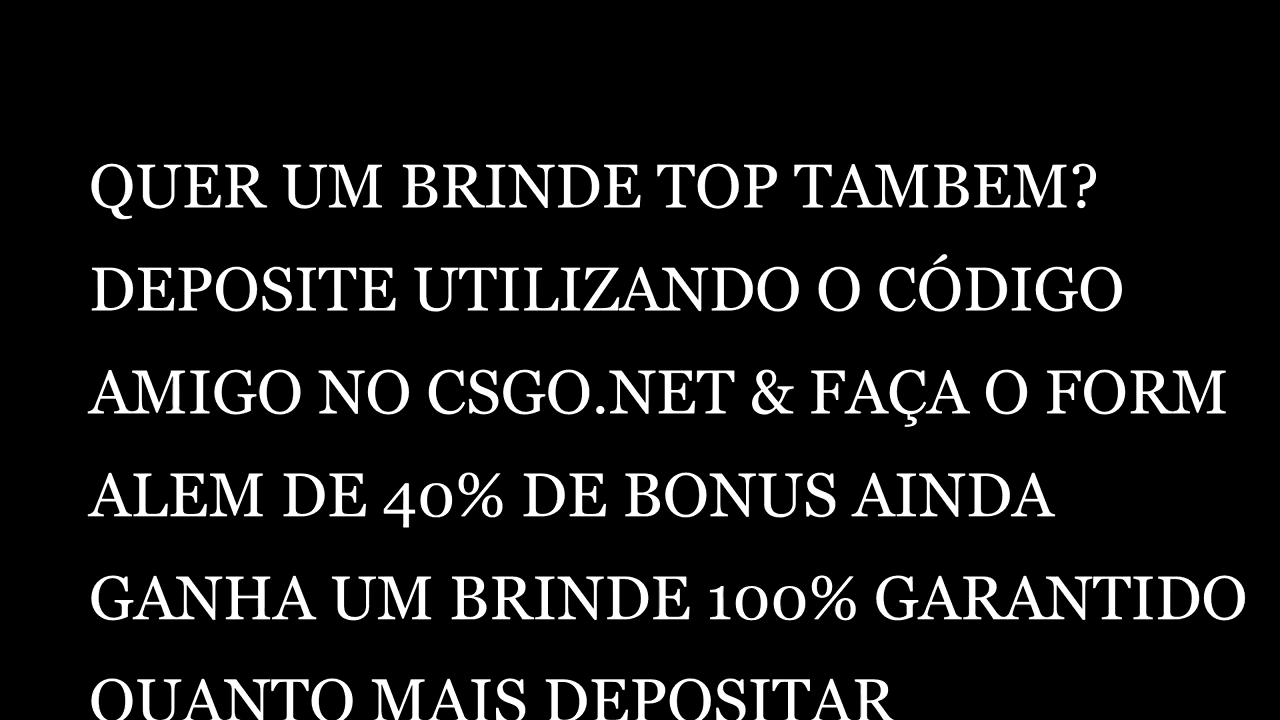 QUER UM BRINDE TOP TAMBEM?
DEPOSITE UTILIZANDO O CÓDIGO
AMIGO NO CSGO.NET & FAÇA O FORM
ALEM DE 40% DE BONUS AINDA
GANHA UM BRINDE 100% GARANTIDO
QUANTO MAIS DEPOSITAR